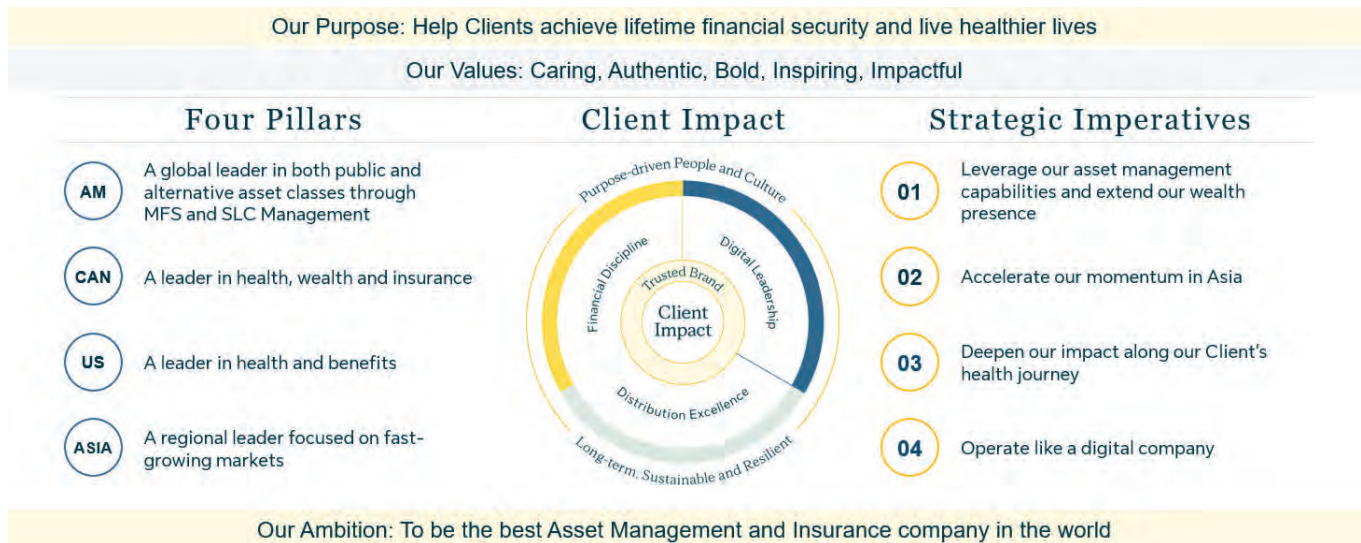 Our Purpose: Help Clients achieve lifetime financial security and live healthier lives
Our Values: Caring, Authentic, Bold, Inspiring, Impactful
Four Pillars
AM
A global leader in both public and
alternative asset classes through
MFS and SLC Management
CAN
A leader in health, wealth and insurance
US
A leader in health and benefits
ASIA
A regional leader focused on fast-
growing markets
Client Impact
Purpose-driven People and Culture
Financial Discipline
Digital Leadership
Trusted Brand
Client
Impact
Distribution Excellence
Long-term, Sustainable and Resilient
Strategic Imperatives
01
Leverage our asset management
capabilities and extend our wealth
presence
02
Accelerate our momentum in Asia
03
Deepen our impact along our Client's
health journey
04
Operate like a digital company
Our Ambition: To be the best Asset Management and Insurance company in the world